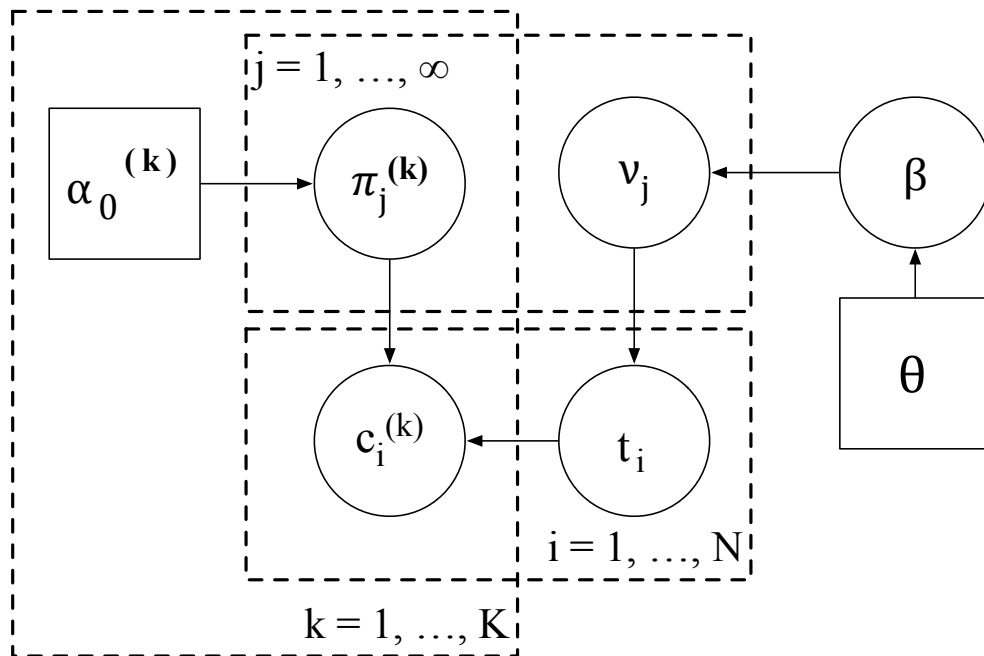 j = 1, …, ∞
α₀⁽ᵏ⁾
πⱼ⁽ᵏ⁾
νⱼ
β
θ
cᵢ⁽ᵏ⁾
tᵢ
i = 1, …, N
k = 1, …, K